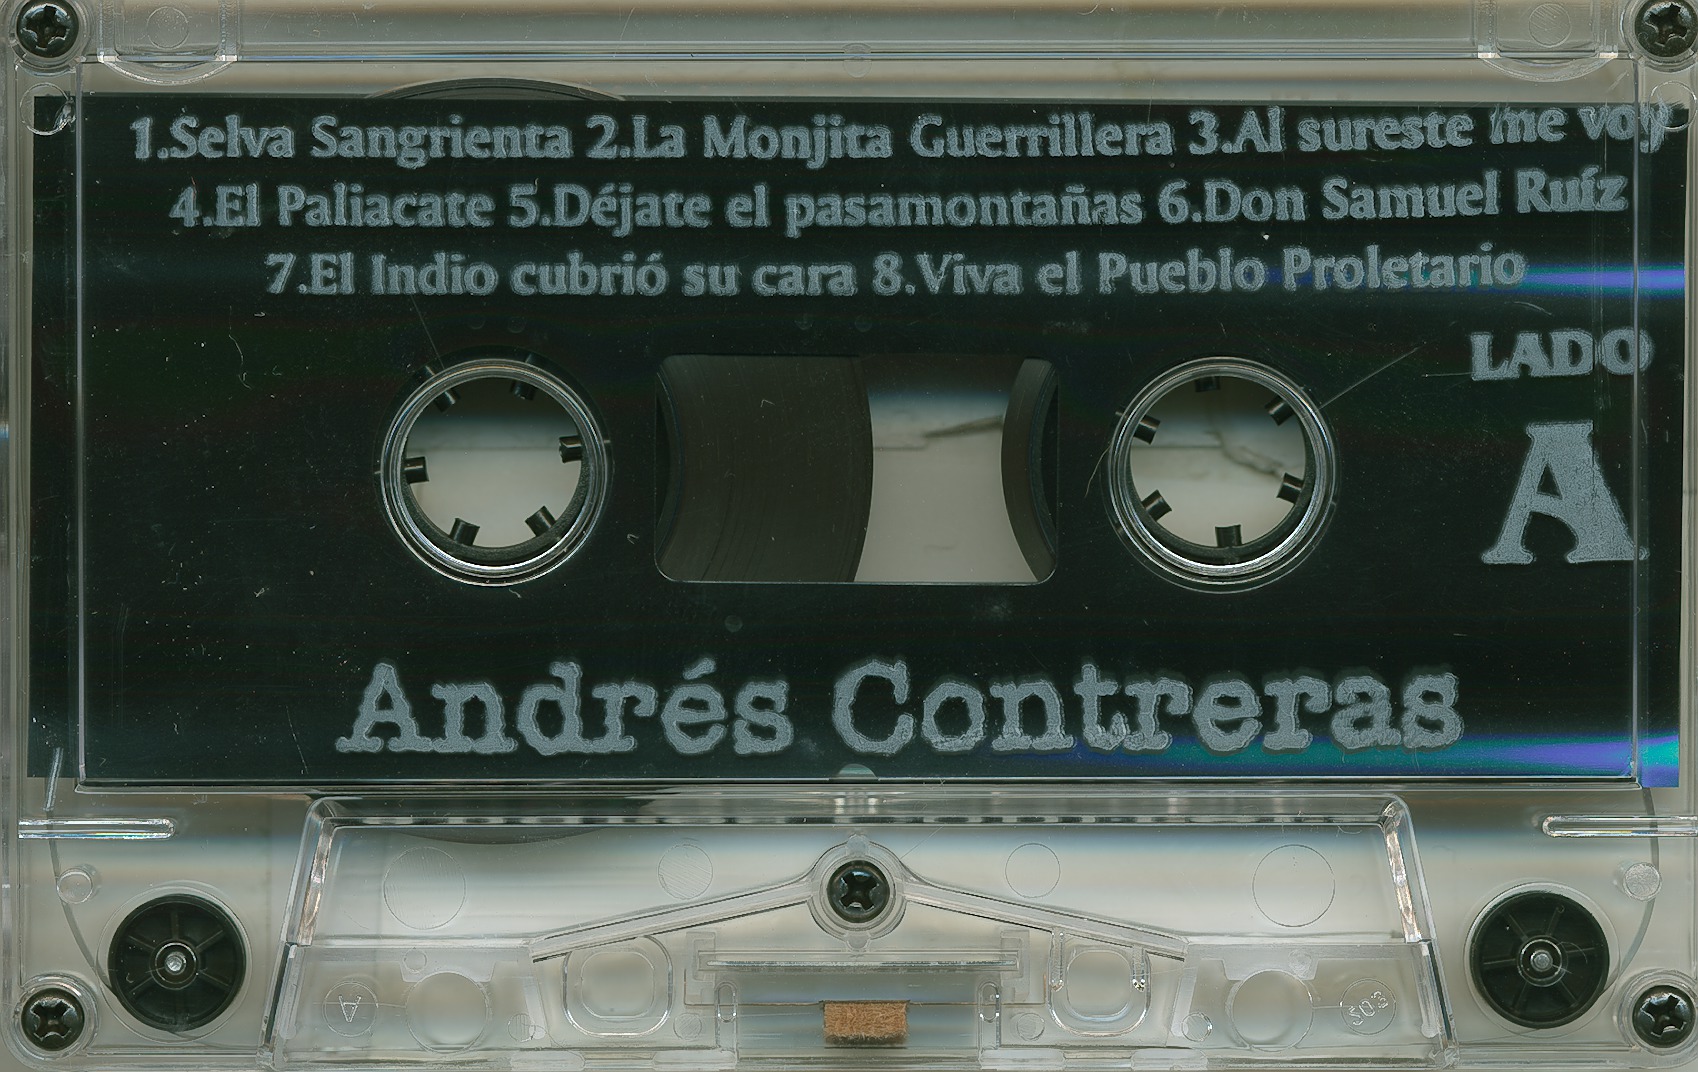 1.Selva Sangrienta 2.La Monjita Guerrillera 3.Al sureste me voy
4.El Paliacate 5.Déjate el pasamontañas 6.Don Samuel Ruíz
7.El Indio cubrió su cara 8.Viva el Pueblo Proletario
LADO
A
Andrés Contreras
A